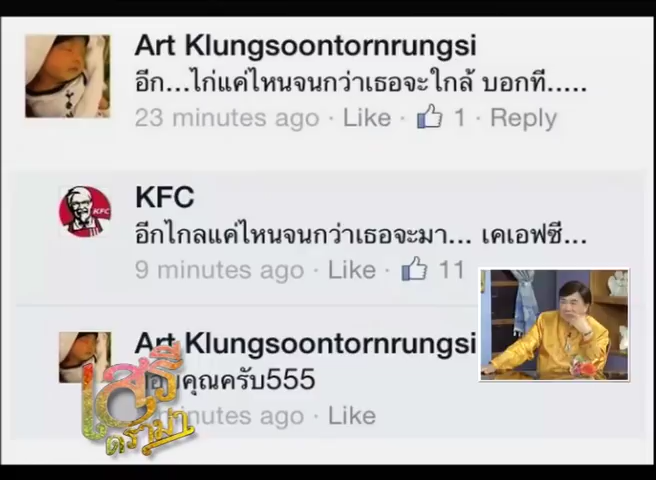 Art Klungsoontornrungsi
อีก...ไก่แค่ไหนจนกว่าเธอจะใกล้ บอกที.....
23 minutes ago · Like · 1 · Reply
KFC
KFC
อีกไกลแค่ไหนจนกว่าเธอจะมา... เคเอฟซี...
9 minutes ago · Like · 11
Art Klungsoontornrungsi
ขอบคุณครับ555
minutes ago · Like
เสรี
ดราม่า